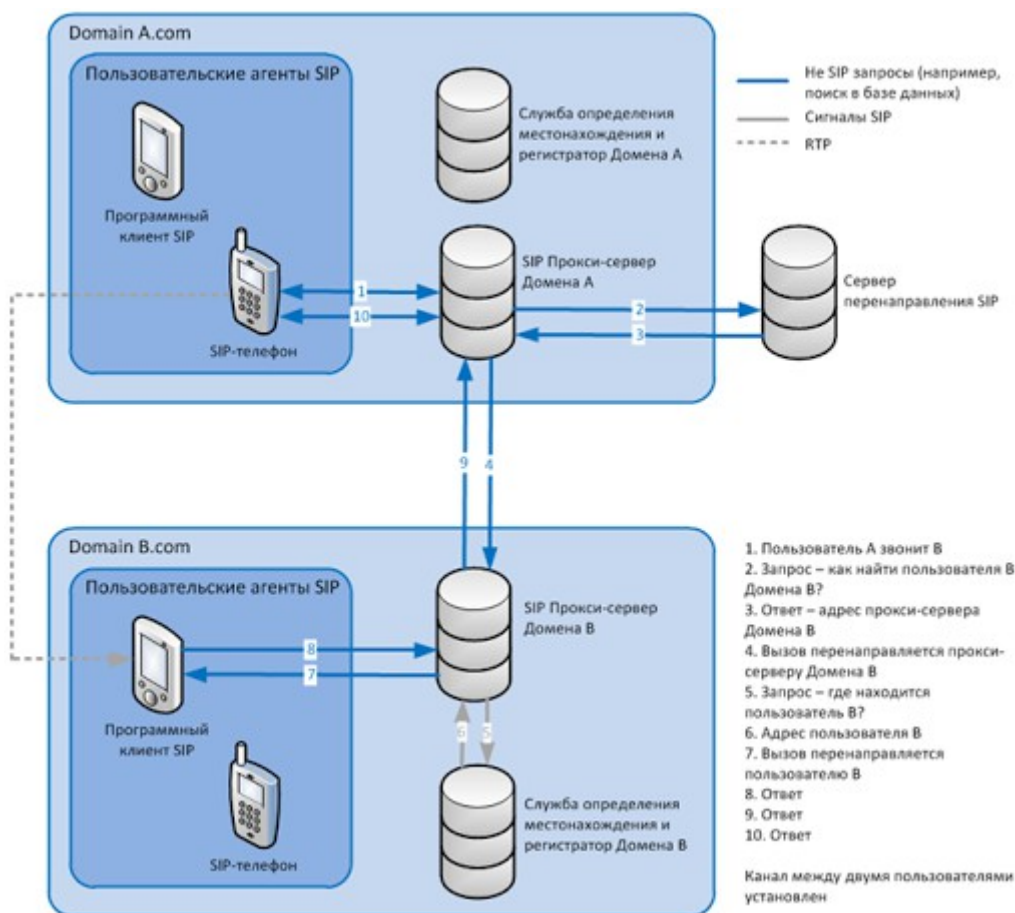 Domain A.com
Пользовательские агенты SIP
Программный
клиент SIP
SIP-телефон
Служба определения
местонахождения и
регистратор Домена А
SIP Прокси-сервер
Домена А
1
10
2
3
Сервер
перенаправления SIP
Не SIP запросы (например,
поиск в базе данных)
Сигналы SIP
RTP
9
4
Domain B.com
Пользовательские агенты SIP
Программный
клиент SIP
SIP-телефон
8
7
SIP Прокси-сервер
Домена В
6
5
Служба определения
местонахождения и
регистратор Домена В
1. Пользователь А звонит В
2. Запрос – как найти пользователя В
Домена В?
3. Ответ – адрес прокси-сервера
Домена В
4. Вызов перенаправляется прокси-
серверу Домена В
5. Запрос – где находится
пользователь В?
6. Адрес пользователя В
7. Вызов перенаправляется
пользователю В
8. Ответ
9. Ответ
10. Ответ
Канал между двумя пользователями
установлен